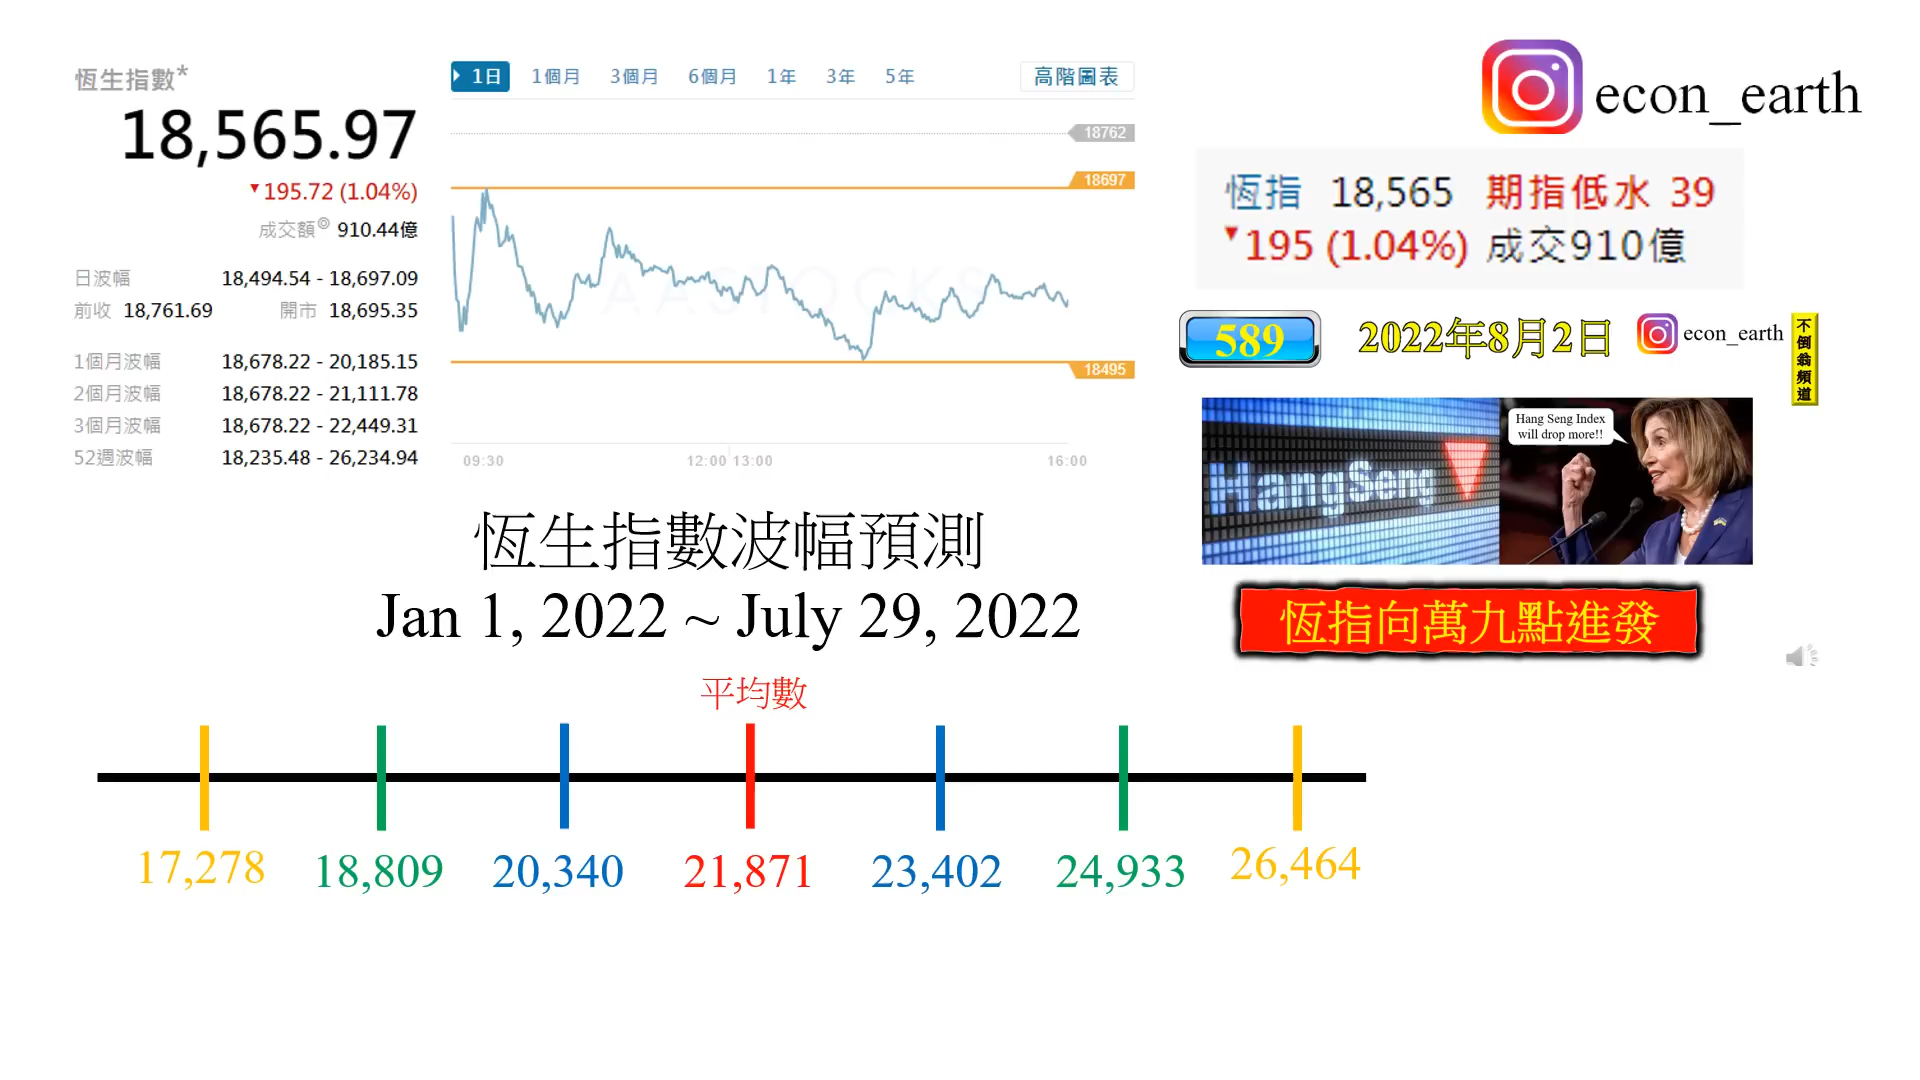 恆生指數*
18,565.97
▼195.72 (1.04%)
成交額◎ 910.44億
日波幅 18,494.54 - 18,697.09
前收 18,761.69 開市 18,695.35
1個月波幅 18,678.22 - 20,185.15
2個月波幅 18,678.22 - 21,111.78
3個月波幅 18,678.22 - 22,449.31
52週波幅 18,235.48 - 26,234.94
1日 1個月 3個月 6個月 1年 3年 5年 高階圖表
18762
18697
AASTOCKS
18495
09:30 12:00 13:00 16:00
econ_earth
恆指 18,565 期指低水 39
▼195 (1.04%) 成交910億
589 2022年8月2日 econ_earth
不倒翁頻道
HangSeng
Hang Seng Index
will drop more!!
恆指向萬九點進發
恆生指數波幅預測
Jan 1, 2022 ~ July 29, 2022
平均數
17,278 18,809 20,340 21,871 23,402 24,933 26,464